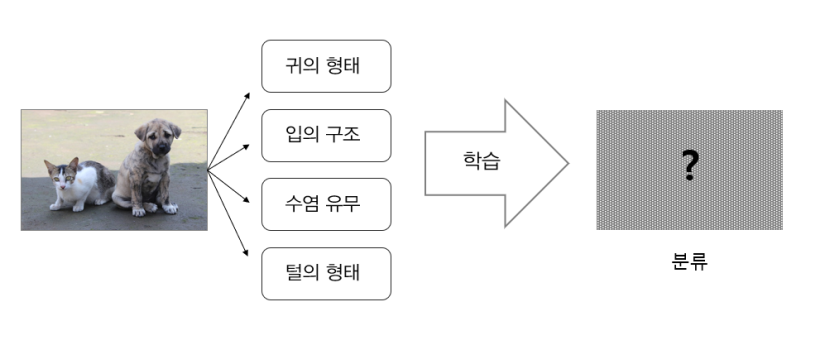 귀의 형태
입의 구조
수염 유무
털의 형태
학습
?
분류